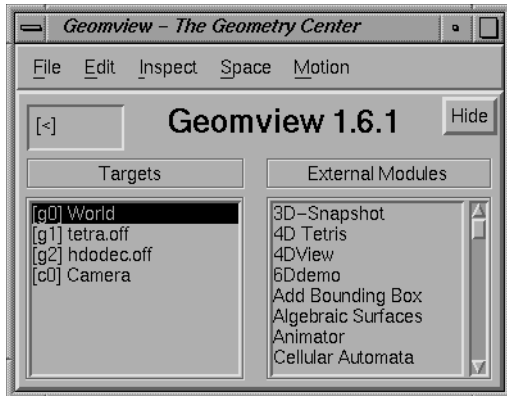 Geomview – The Geometry Center
File Edit Inspect Space Motion
[<]
Geomview 1.6.1
Hide
Targets
External Modules
[g0] World
[g1] tetra.off
[g2] hdodec.off
[c0] Camera
3D–Snapshot
4D Tetris
4DView
6Ddemo
Add Bounding Box
Algebraic Surfaces
Animator
Cellular Automata